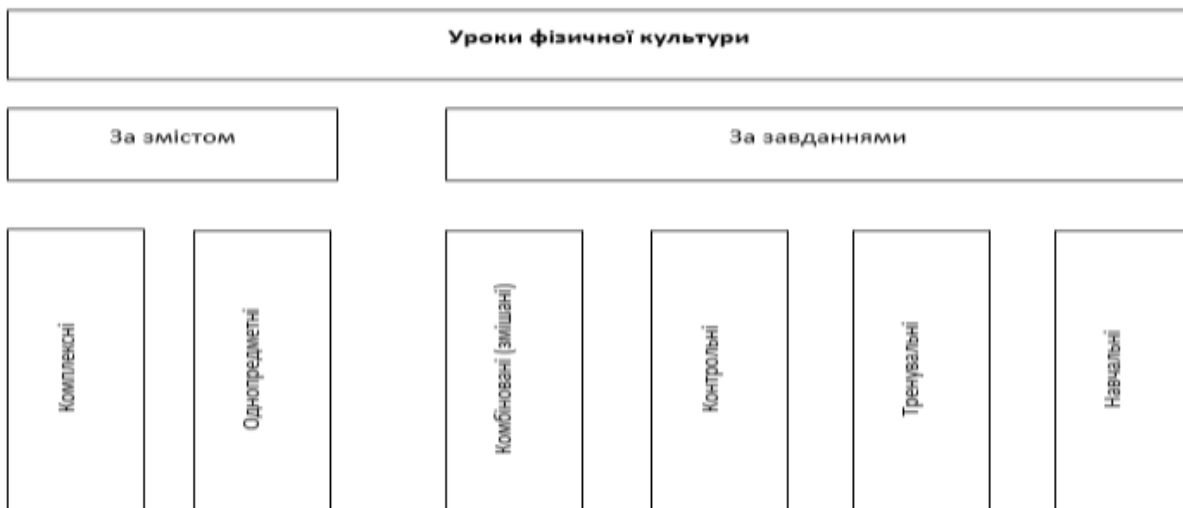 Уроки фізичної культури
За змістом
За завданнями
Комплексні
Однопредметні
Комбіновані (змішані)
Контрольні
Тренувальні
Навчальні